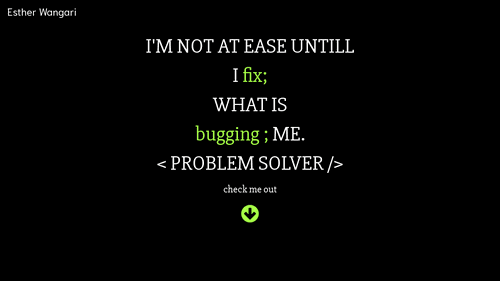 Esther Wangari
I'M NOT AT EASE UNTILL
I fix;
WHAT IS
bugging ; ME.
< PROBLEM SOLVER />
check me out